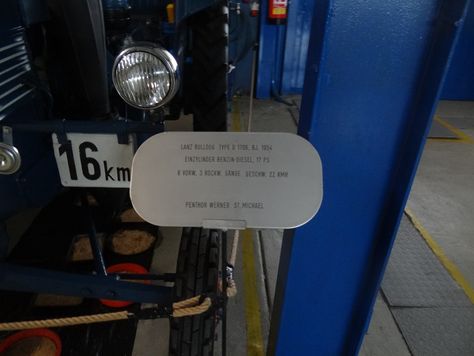 LANZ BULLDOG TYPE D 1706, BJ. 1954
EINZYLINDER BENZIN-DIESEL, 17 PS
6 VORW. 3 RÜCKW. GÄNGE GESCHW. 22 KMH
PENTHOR WERNER ST. MICHAEL
16 km